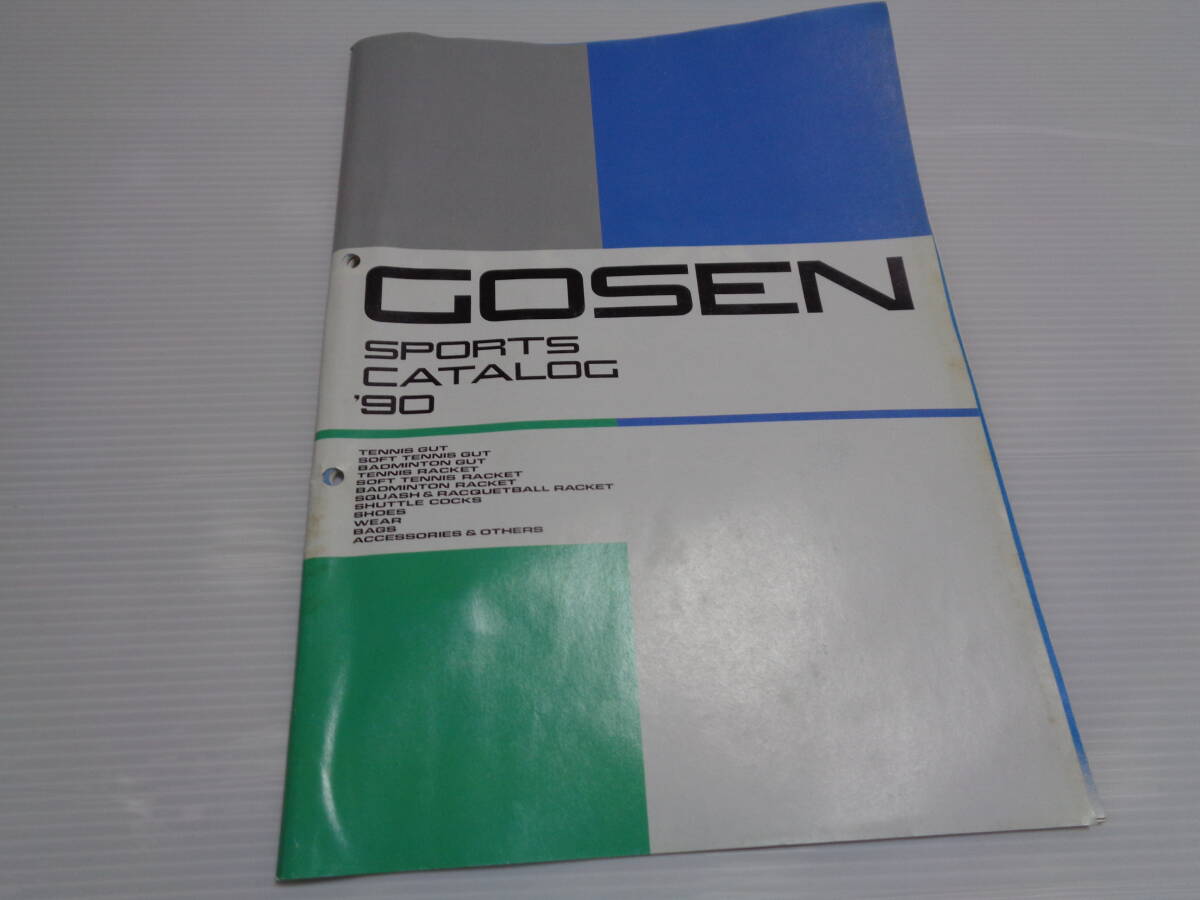 GOSEN
SPORTS
CATALOG
'90
TENNIS GUT
SOFT TENNIS GUT
BADMINTON GUT
TENNIS RACKET
SOFT TENNIS RACKET
BADMINTON RACKET
SQUASH & RACQUETBALL RACKET
SHUTTLE COCKS
SHOES
WEAR
BAGS
ACCESSORIES & OTHERS